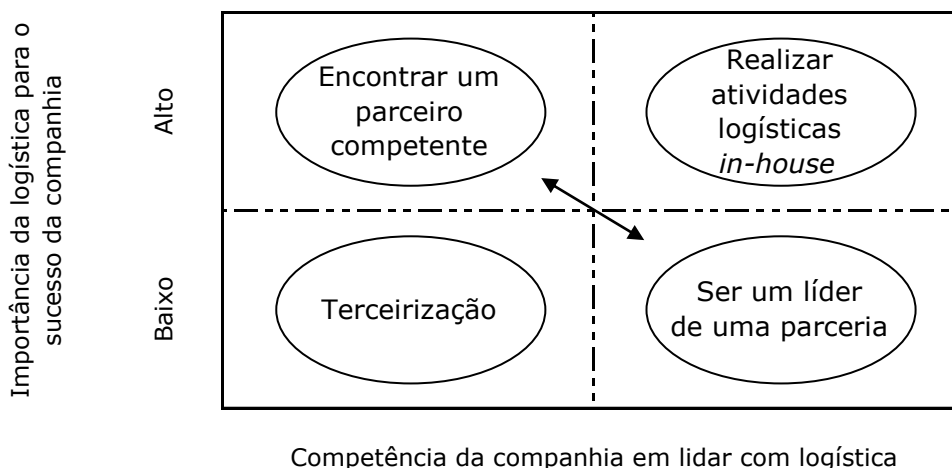 Importância da logística para o
sucesso da companhia
Alto
Encontrar um
parceiro
competente
Realizar
atividades
logísticas
in-house
Baixo
Terceirização
Ser um líder
de uma parceria
Competência da companhia em lidar com logística